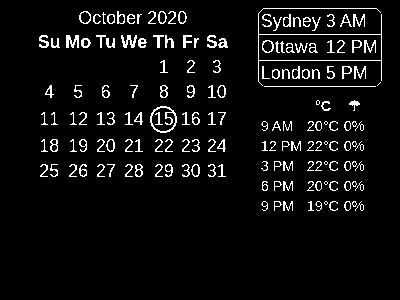 October 2020
Su Mo Tu We Th Fr Sa
1 2 3
4 5 6 7 8 9 10
11 12 13 14 15 16 17
18 19 20 21 22 23 24
25 26 27 28 29 30 31
Sydney 3 AM
Ottawa 12 PM
London 5 PM
°C
9 AM 20°C 0%
12 PM 22°C 0%
3 PM 22°C 0%
6 PM 20°C 0%
9 PM 19°C 0%